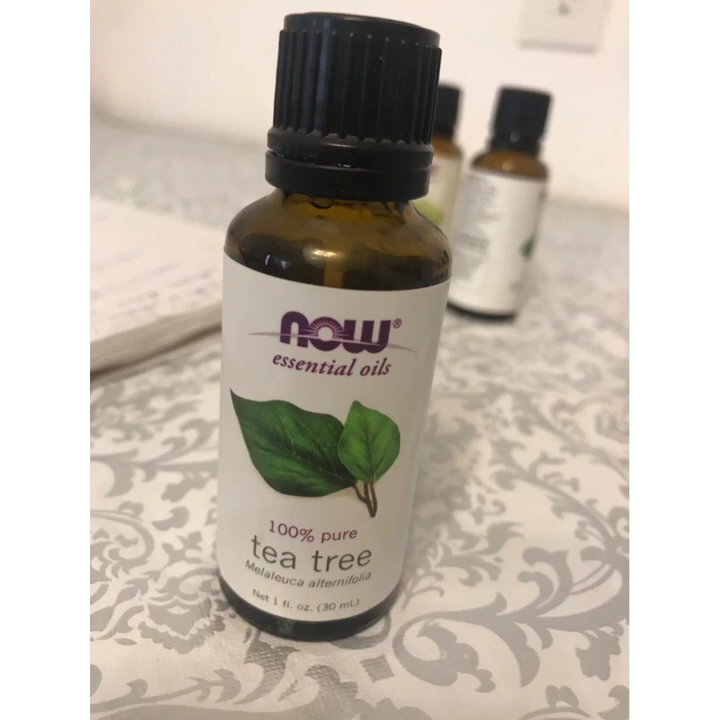 NOW®
essential oils
100% pure
tea tree
Melaleuca alternifolia
Net 1 fl. oz. (30 mL)